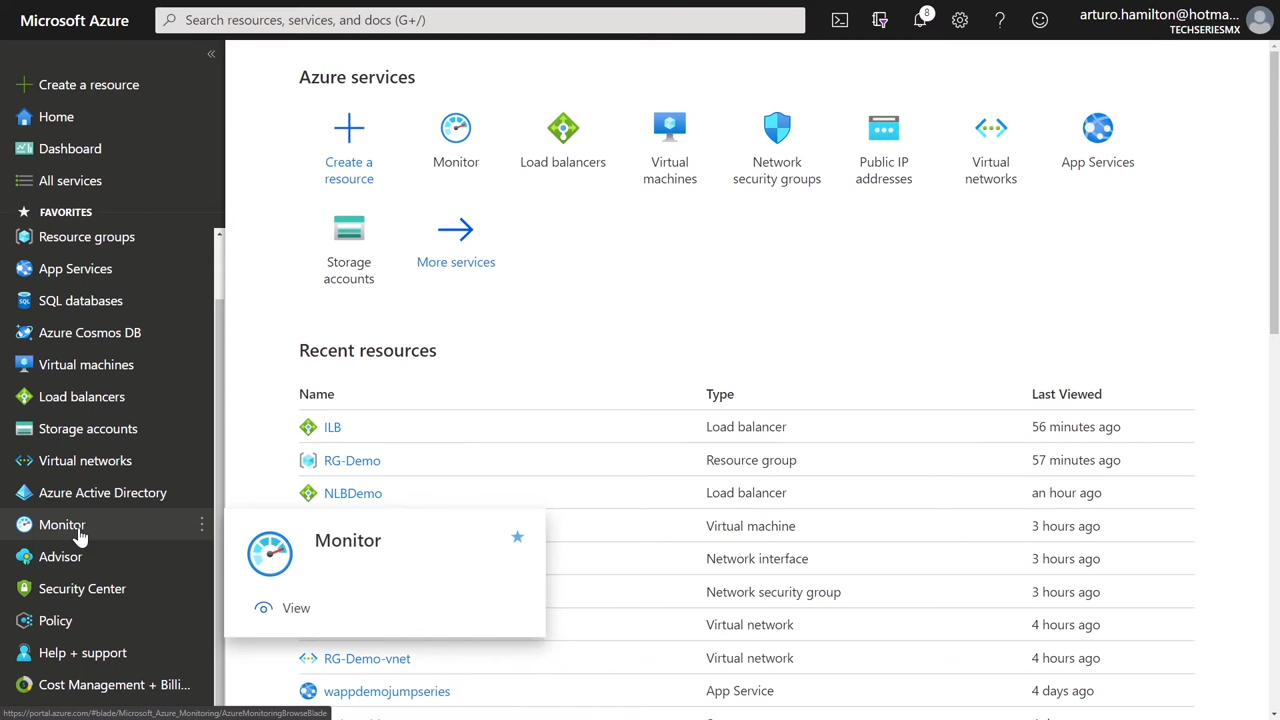 Microsoft Azure
Search resources, services, and docs (G+/)
8
arturo.hamilton@hotma...
TECHSERIESMX
«
Create a resource
Home
Dashboard
All services
FAVORITES
Resource groups
App Services
SQL databases
Azure Cosmos DB
Virtual machines
Load balancers
Storage accounts
Virtual networks
Azure Active Directory
Monitor
Advisor
Security Center
Policy
Help + support
Cost Management + Billi...
https://portal.azure.com/#blade/Microsoft_Azure_Monitoring/AzureMonitoringBrowseBlade
Azure services
Create a
resource
Monitor
Load balancers
Virtual
machines
Network
security groups
Public IP
addresses
Virtual
networks
App Services
Storage
accounts
More services
Recent resources
Name Type Last Viewed
ILB Load balancer 56 minutes ago
RG-Demo Resource group 57 minutes ago
NLBDemo Load balancer an hour ago
Virtual machine 3 hours ago
Network interface 3 hours ago
Network security group 3 hours ago
Virtual network 4 hours ago
RG-Demo-vnet Virtual network 4 hours ago
wappdemojumpseries App Service 4 days ago
Monitor
View